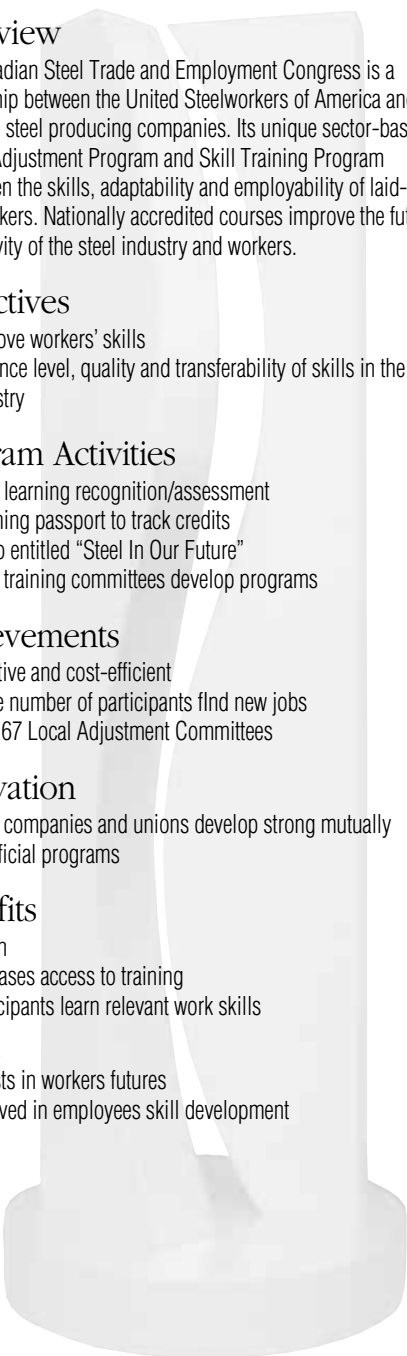 view
adian Steel Trade and Employment Congress is a
hip between the United Steelworkers of America and
steel producing companies. Its unique sector-bas
Adjustment Program and Skill Training Program
en the skills, adaptability and employability of laid-
kers. Nationally accredited courses improve the fut
vity of the steel industry and workers.
ctives
ove workers’ skills
nce level, quality and transferability of skills in the
stry
ram Activities
learning recognition/assessment
ning passport to track credits
o entitled “Steel In Our Future”
training committees develop programs
evements
tive and cost-efficient
e number of participants find new jobs
67 Local Adjustment Committees
vation
companies and unions develop strong mutually
ficial programs
fits
n
ases access to training
cipants learn relevant work skills
sts in workers futures
ved in employees skill development